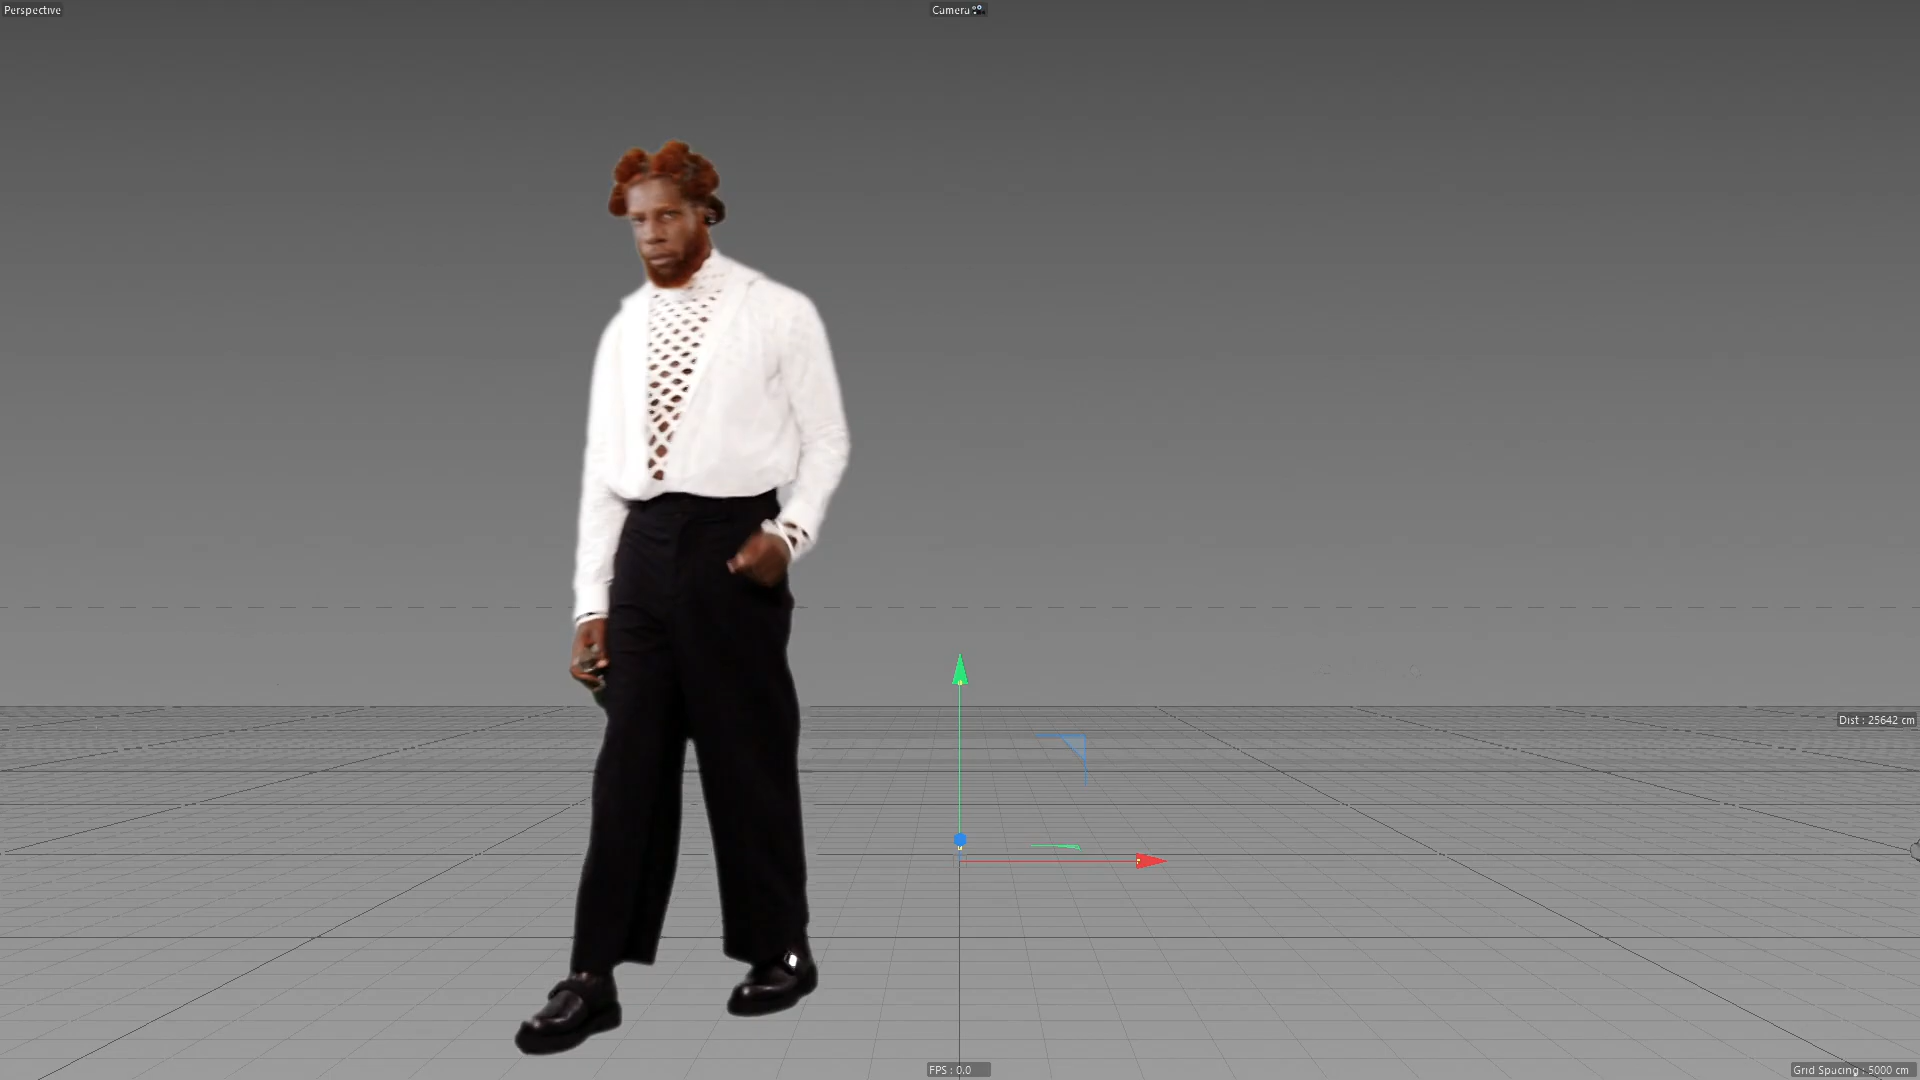 Perspective
Camera
Dist : 25642 cm
FPS : 0.0
Grid Spacing : 5000 cm